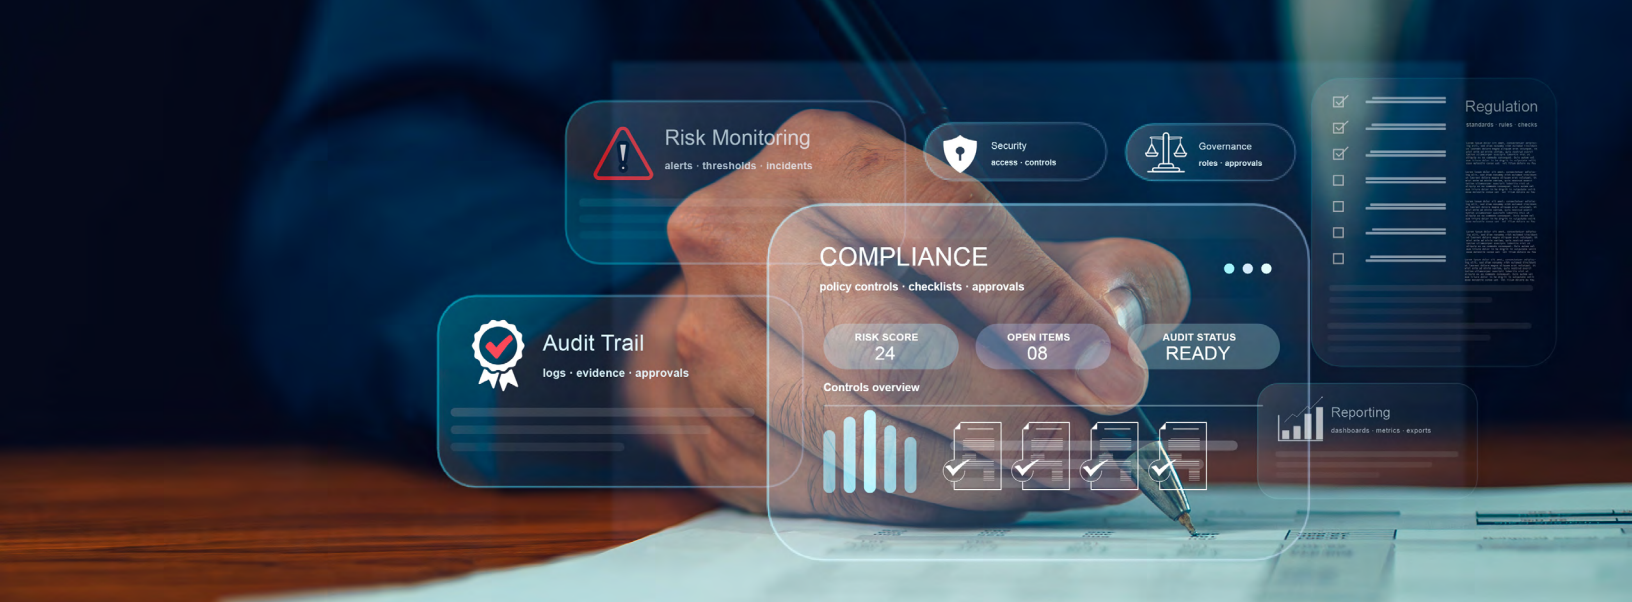 Risk Monitoring
alerts · thresholds · incidents
Security
access · controls
Governance
roles · approvals
Regulation
standards · rules · checks
COMPLIANCE
policy controls · checklists · approvals
RISK SCORE
24
OPEN ITEMS
08
AUDIT STATUS
READY
Controls overview
Audit Trail
logs · evidence · approvals
Reporting
dashboards · metrics · exports